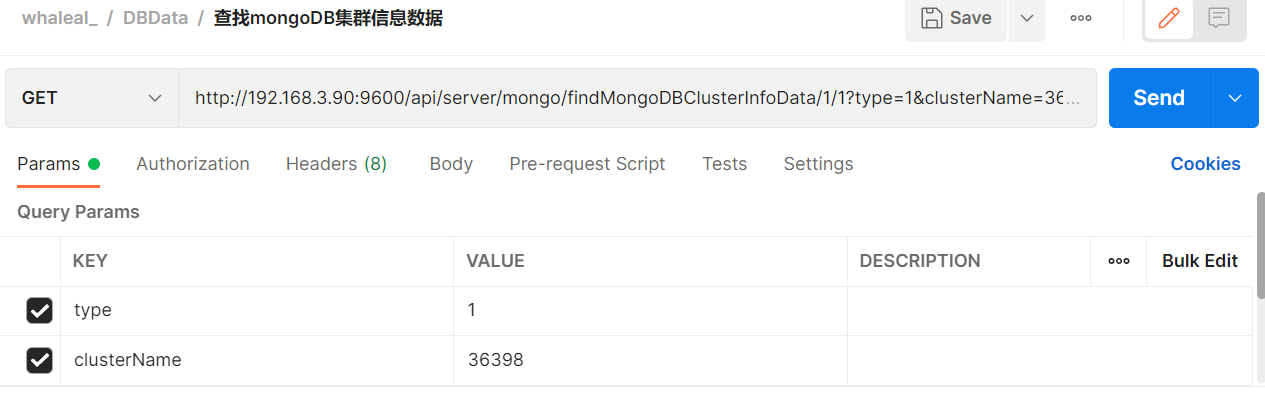 whaleal_ / DBData / 查找mongoDB集群信息数据
Save
GET
http://192.168.3.90:9600/api/server/mongo/findMongoDBClusterInfoData/1/1?type=1&clusterName=36...
Send
Params Authorization Headers (8) Body Pre-request Script Tests Settings Cookies
Query Params
KEY VALUE DESCRIPTION Bulk Edit
type 1
clusterName 36398